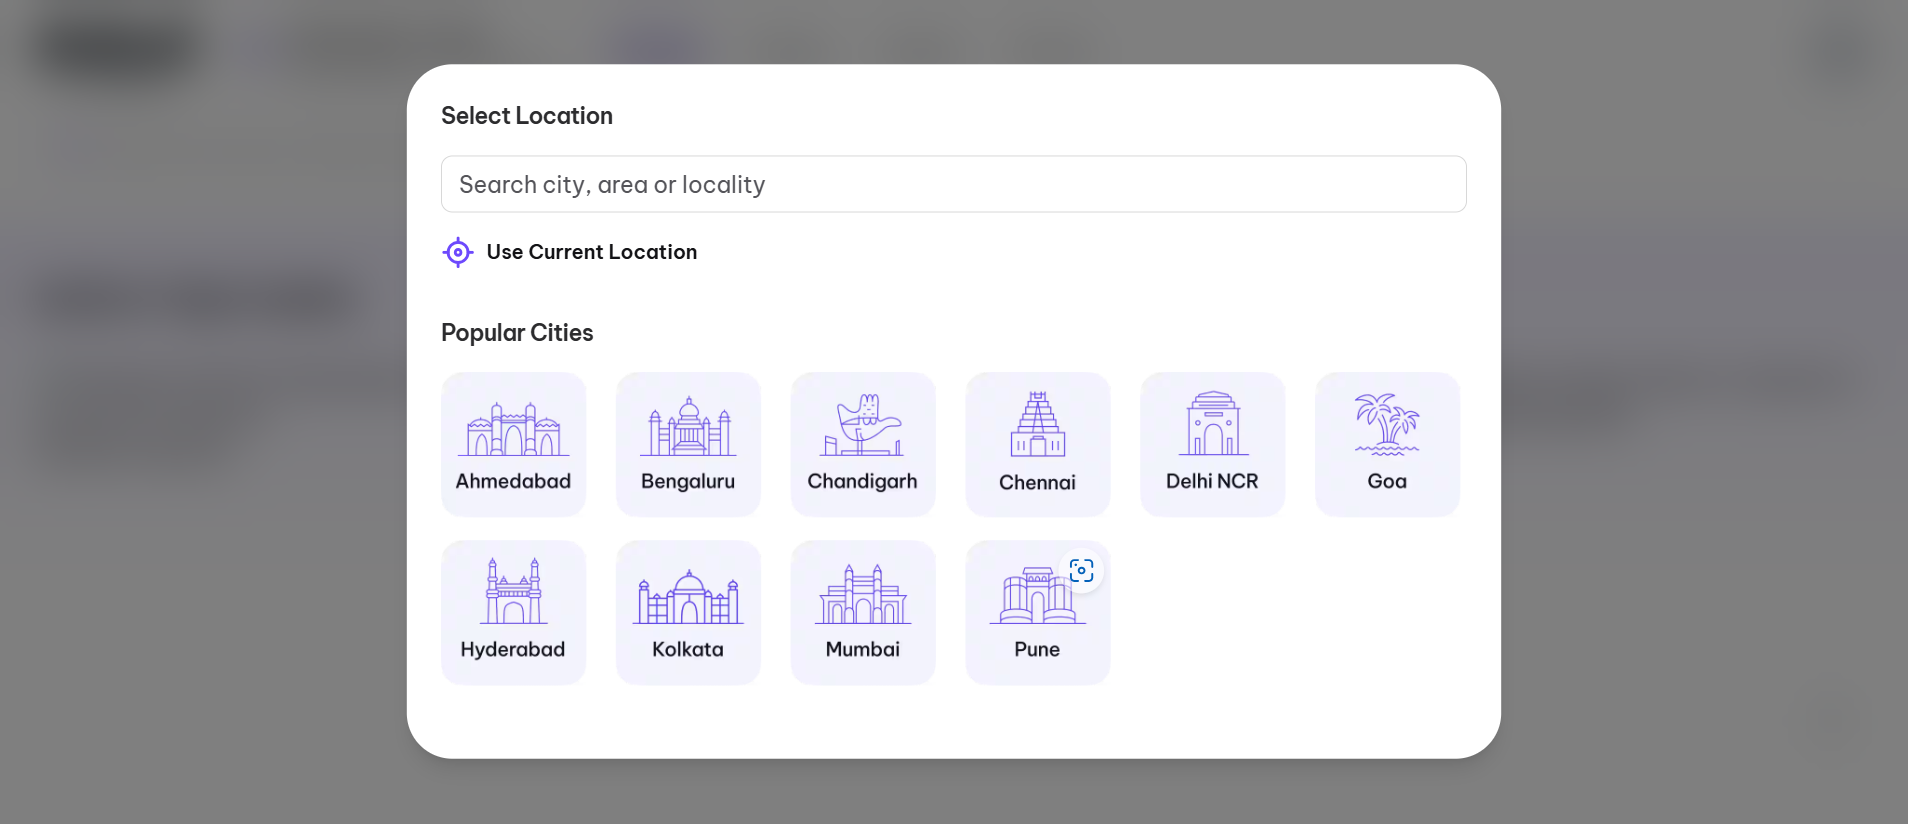 Select Location
Search city, area or locality
Use Current Location
Popular Cities
Ahmedabad
Bengaluru
Chandigarh
Chennai
Delhi NCR
Goa
Hyderabad
Kolkata
Mumbai
Pune